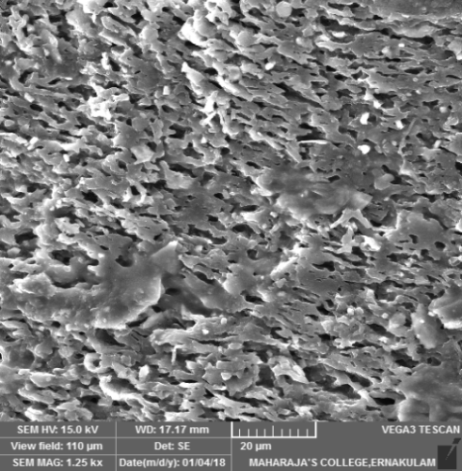 SEM HV: 15.0 kV WD: 17.17 mm VEGA3 TESCAN
View field: 110 µm Det: SE 20 µm
SEM MAG: 1.25 kx Date(m/d/y): 01/04/18 MAHARAJA'S COLLEGE,ERNAKULAM